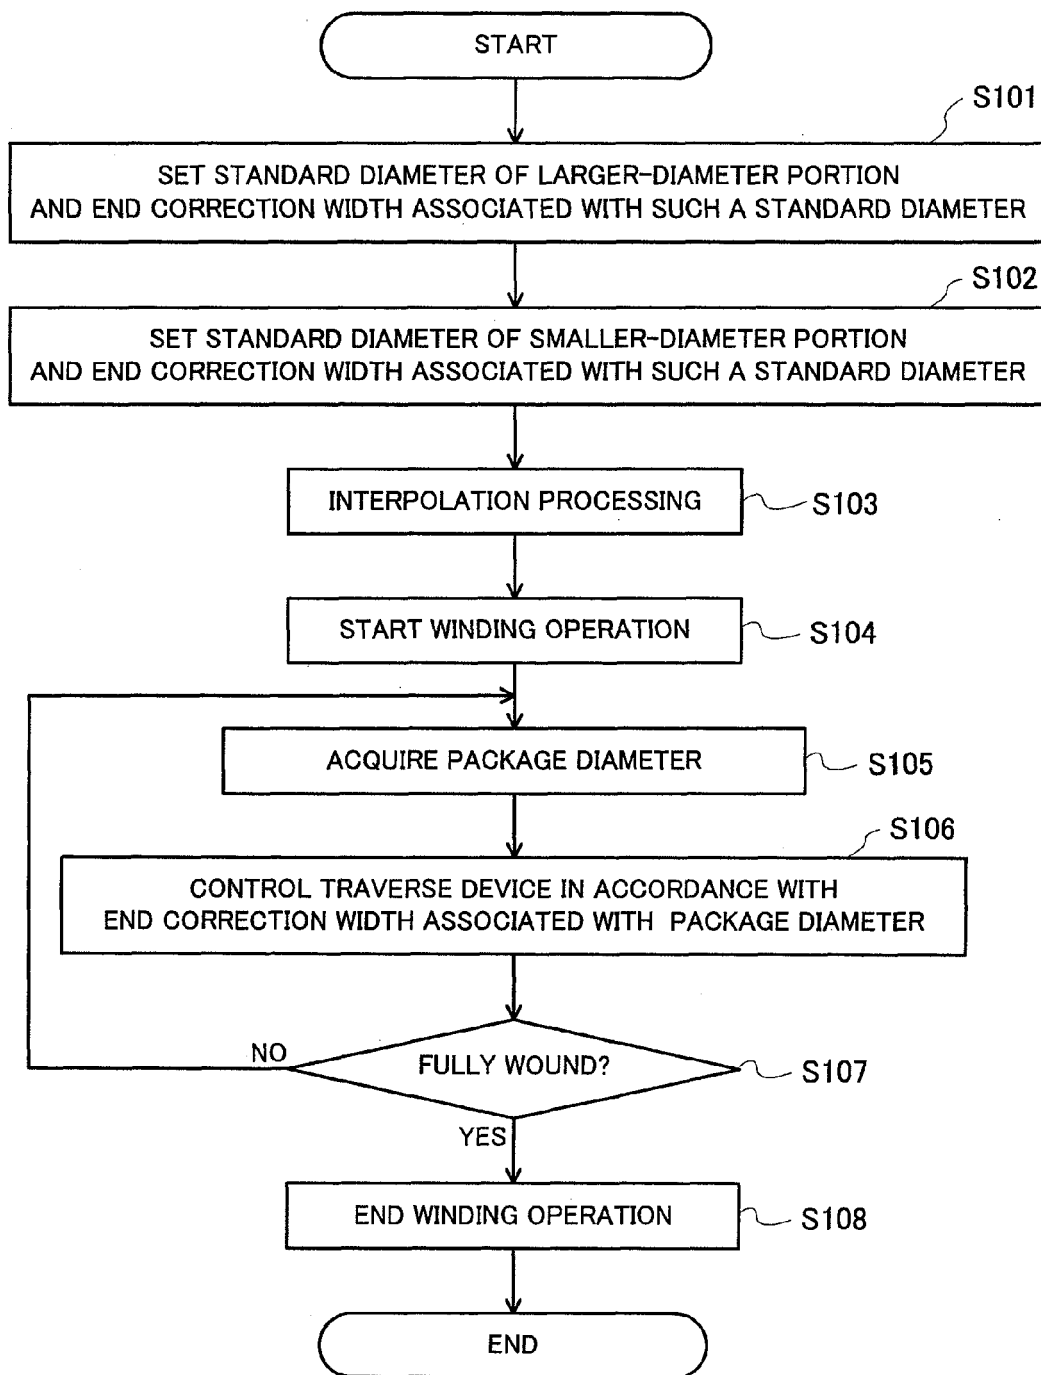 START
S101
SET STANDARD DIAMETER OF LARGER-DIAMETER PORTION
AND END CORRECTION WIDTH ASSOCIATED WITH SUCH A STANDARD DIAMETER
S102
SET STANDARD DIAMETER OF SMALLER-DIAMETER PORTION
AND END CORRECTION WIDTH ASSOCIATED WITH SUCH A STANDARD DIAMETER
INTERPOLATION PROCESSING
S103
START WINDING OPERATION
S104
ACQUIRE PACKAGE DIAMETER
S105
S106
CONTROL TRAVERSE DEVICE IN ACCORDANCE WITH
END CORRECTION WIDTH ASSOCIATED WITH PACKAGE DIAMETER
NO
FULLY WOUND?
S107
YES
END WINDING OPERATION
S108
END